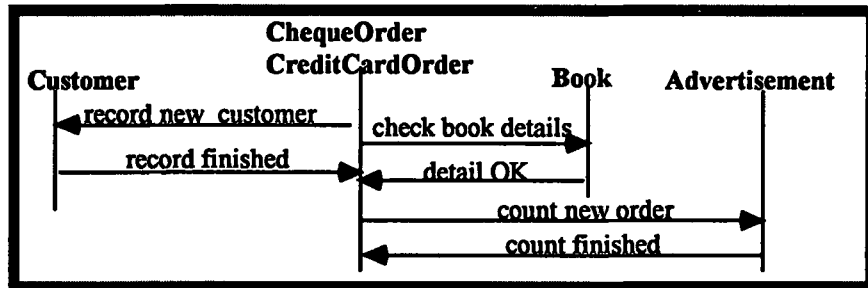 ChequeOrder
CreditCardOrder
Customer
Book
Advertisement
record new customer
check book details
record finished
detail OK
count new order
count finished